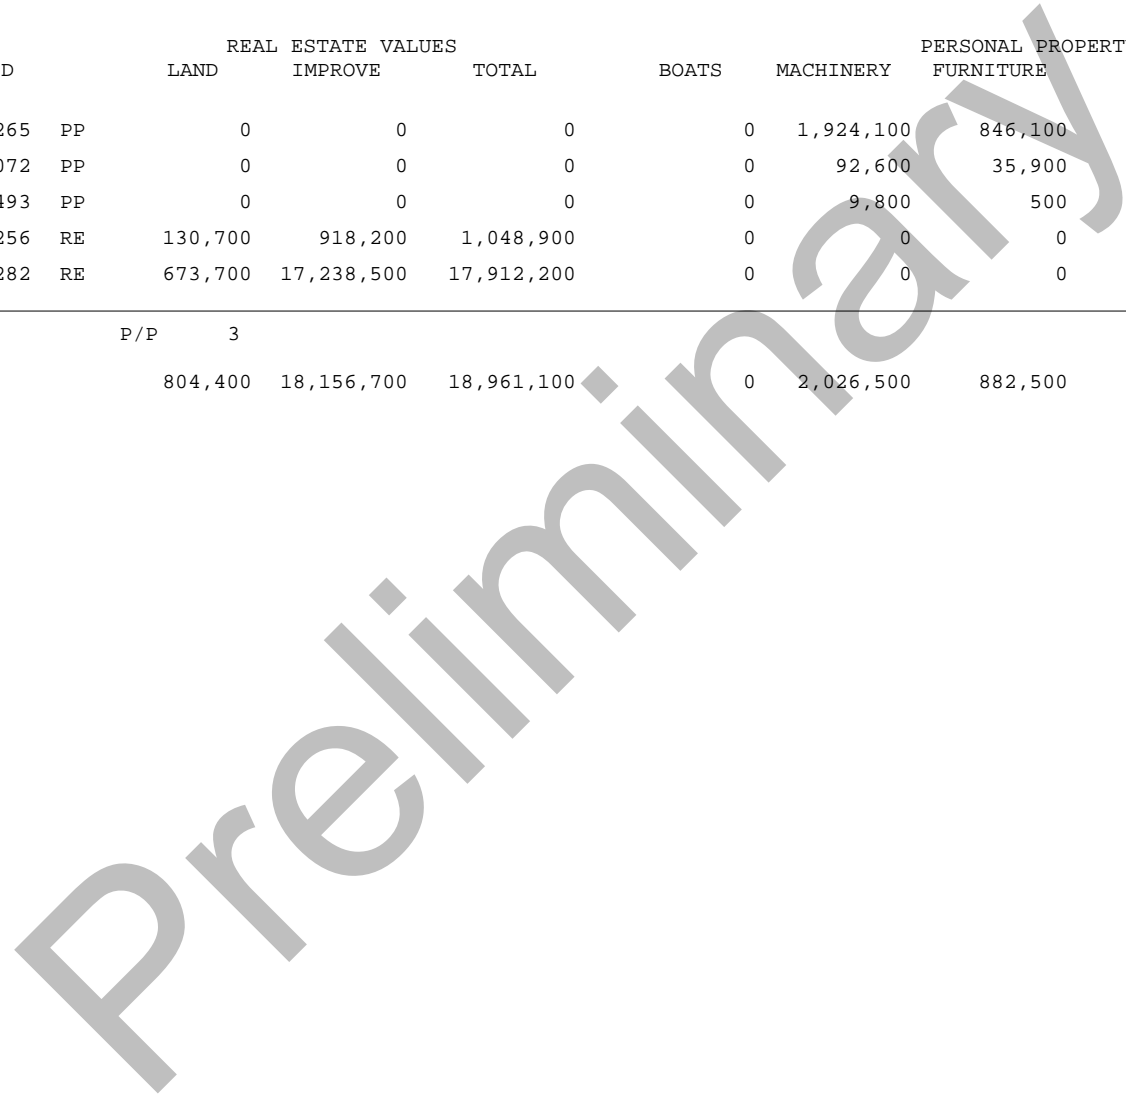 REAL ESTATE VALUES PERSONAL PROPERT
D LAND IMPROVE TOTAL BOATS MACHINERY FURNITURE
265 PP 0 0 0 0 1,924,100 846,100
072 PP 0 0 0 0 92,600 35,900
493 PP 0 0 0 0 9,800 500
256 RE 130,700 918,200 1,048,900 0 0 0
282 RE 673,700 17,238,500 17,912,200 0 0 0
P/P 3
804,400 18,156,700 18,961,100 0 2,026,500 882,500
Preliminary